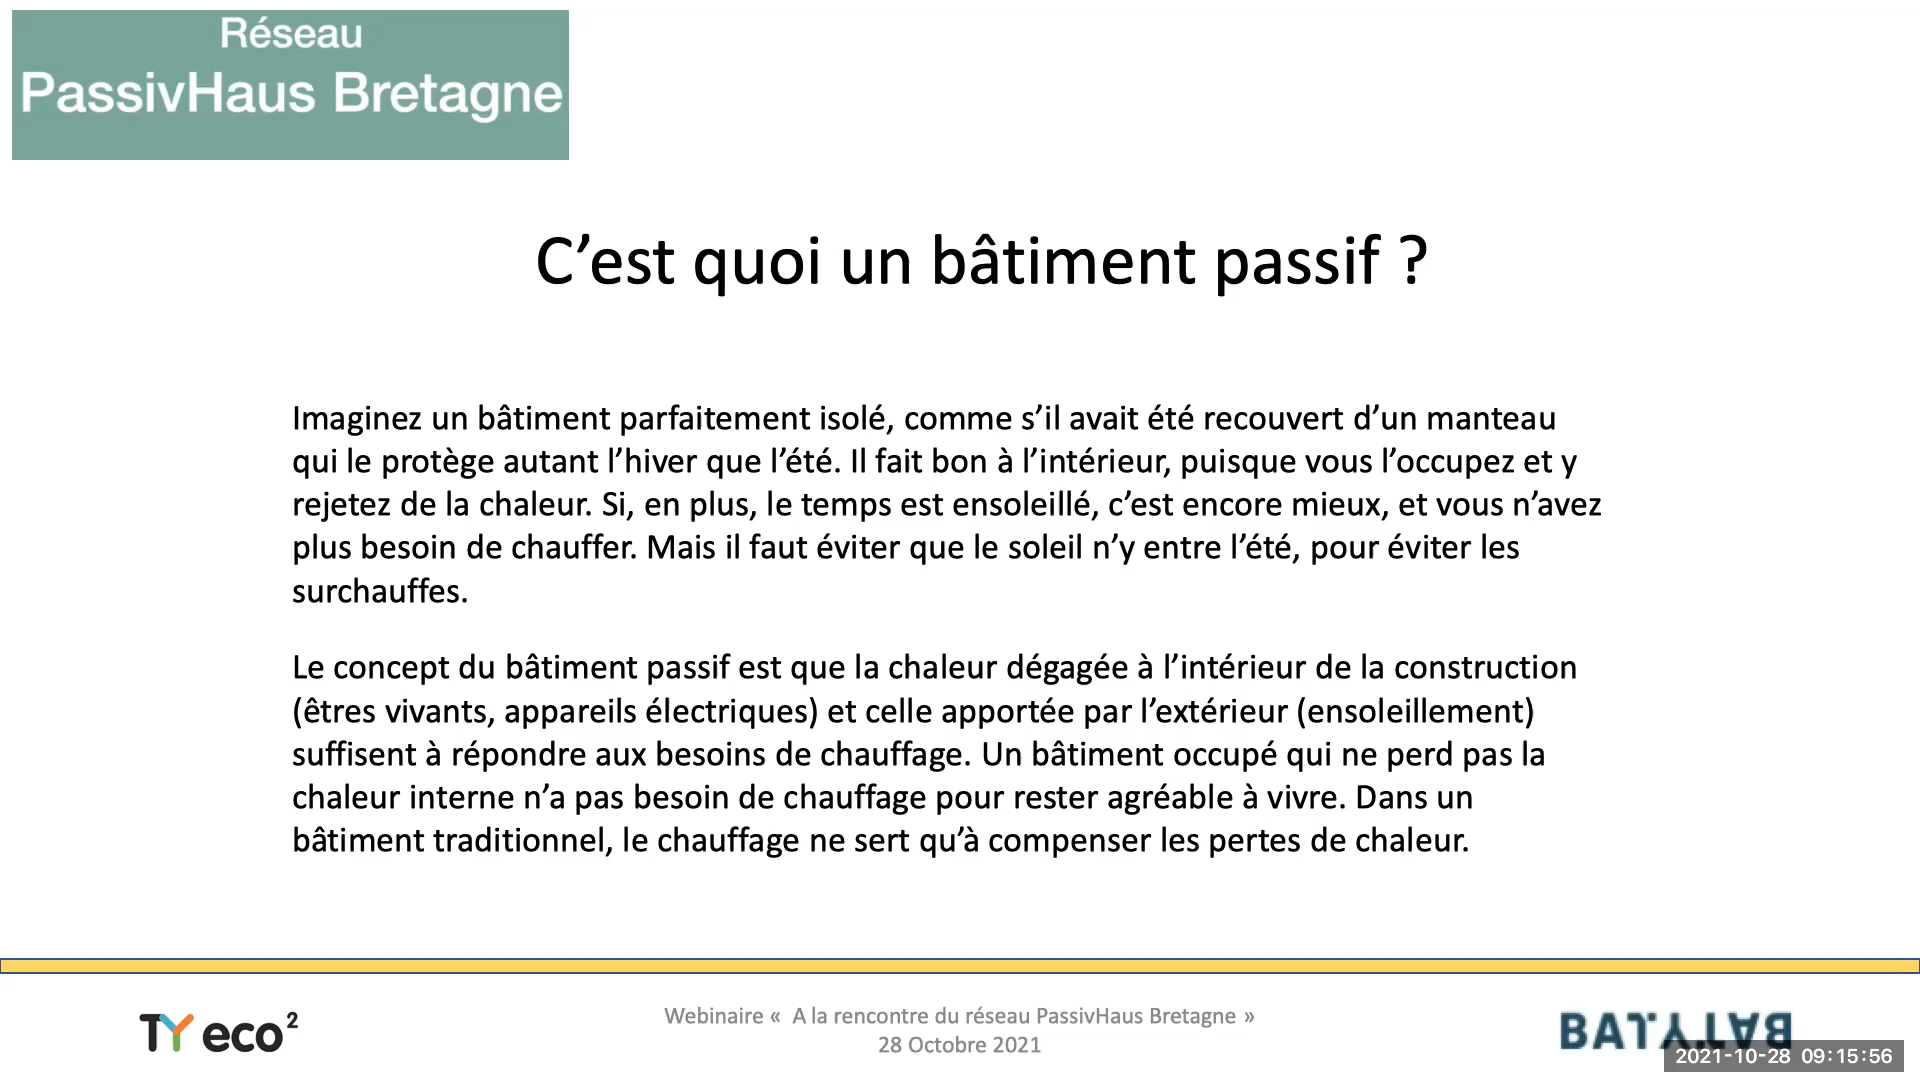 Réseau
PassivHaus Bretagne
C’est quoi un bâtiment passif ?
Imaginez un bâtiment parfaitement isolé, comme s’il avait été recouvert d’un manteau
qui le protège autant l’hiver que l’été. Il fait bon à l’intérieur, puisque vous l’occupez et y
rejetez de la chaleur. Si, en plus, le temps est ensoleillé, c’est encore mieux, et vous n’avez
plus besoin de chauffer. Mais il faut éviter que le soleil n’y entre l’été, pour éviter les
surchauffes.
Le concept du bâtiment passif est que la chaleur dégagée à l’intérieur de la construction
(êtres vivants, appareils électriques) et celle apportée par l’extérieur (ensoleillement)
suffisent à répondre aux besoins de chauffage. Un bâtiment occupé qui ne perd pas la
chaleur interne n’a pas besoin de chauffage pour rester agréable à vivre. Dans un
bâtiment traditionnel, le chauffage ne sert qu’à compenser les pertes de chaleur.
TY eco²
Webinaire «  A la rencontre du réseau PassivHaus Bretagne »
28 Octobre 2021
BATY.LAB
2021-10-28 09:15:56